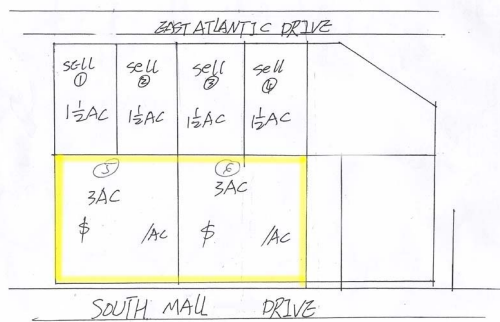 EAST ATLANTIC DRIVE
SELL
①
1½AC
sell
②
1½AC
sell
③
1½AC
sell
④
1½AC
⑤
3AC
$ /AC
⑥
3AC
$ /AC
SOUTH MALL DRIVE